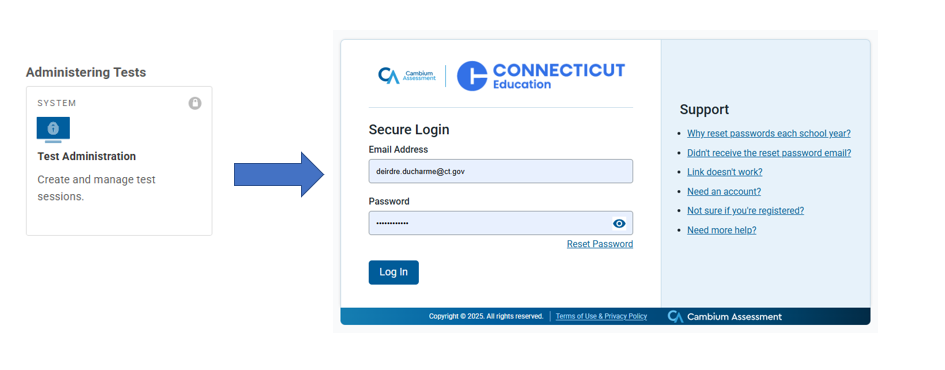 Administering Tests
SYSTEM
Test Administration
Create and manage test
sessions.
CA Cambium
Assessment
CONNECTICUT
Education
Secure Login
Email Address
deirdre.ducharme@ct.gov
Password
••••••••••••
Reset Password
Log In
Support
• Why reset passwords each school year?
• Didn't receive the reset password email?
• Link doesn't work?
• Need an account?
• Not sure if you're registered?
• Need more help?
Copyright © 2025. All rights reserved. | Terms of Use & Privacy Policy
CA Cambium Assessment